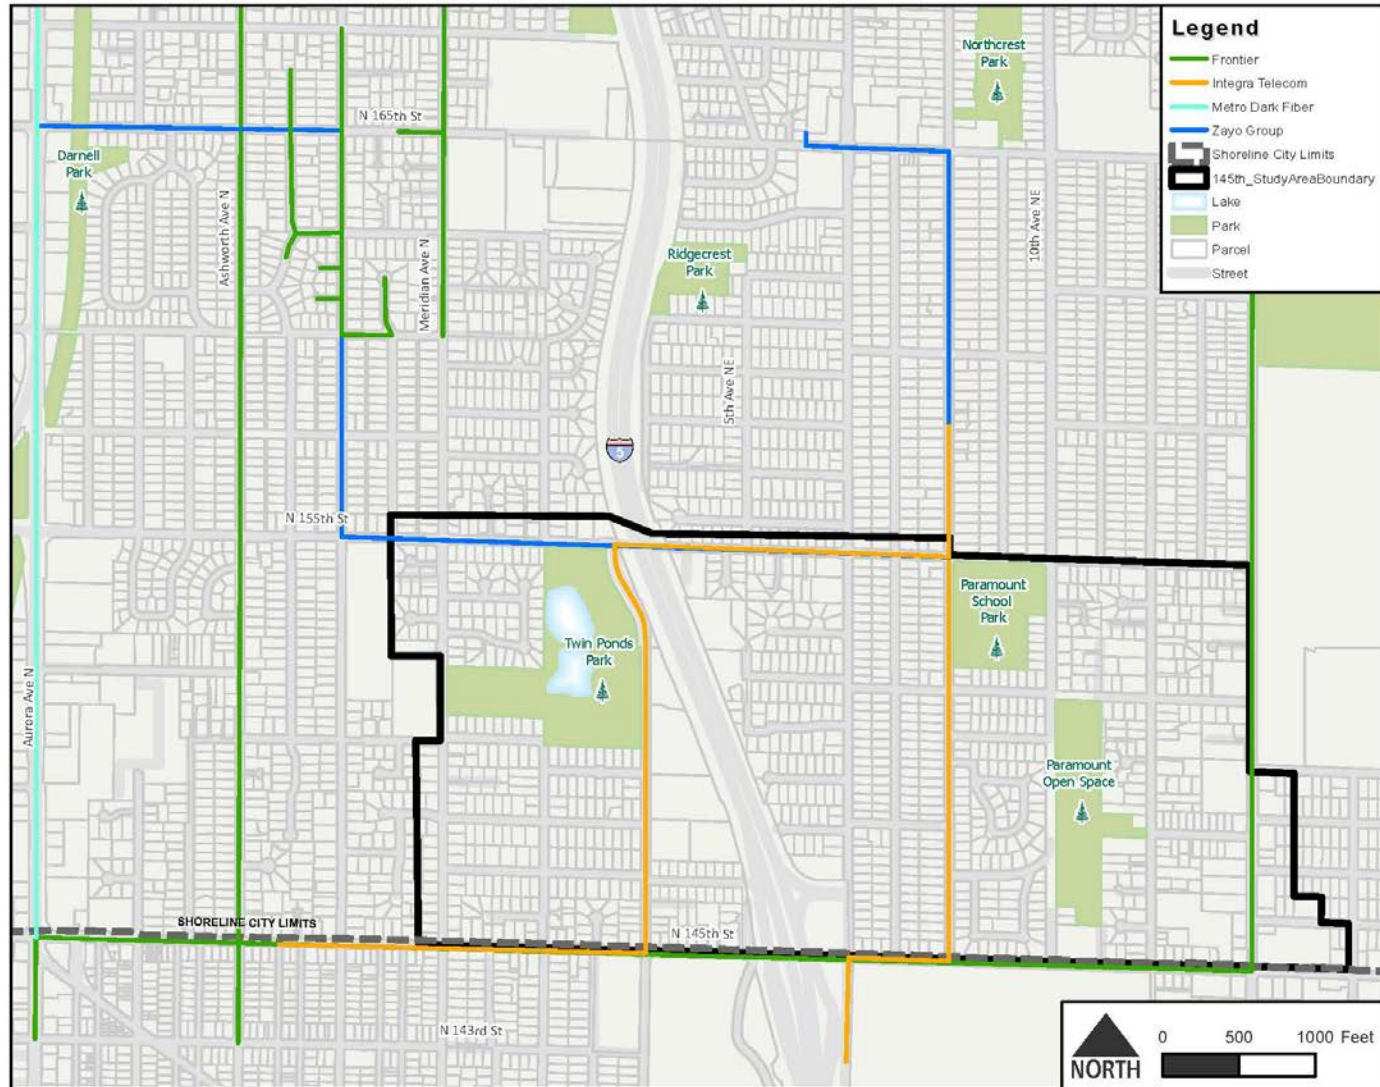 Legend
Frontier
Integra Telecom
Metro Dark Fiber
Zayo Group
Shoreline City Limits
145th_StudyAreaBoundary
Lake
Park
Parcel
Street
Northcrest
Park
N 165th St
Darnell
Park
Ashworth Ave N
Meridian Ave N
10th Ave NE
Ridgecrest
Park
5th Ave NE
5
N 155th St
Paramount
School
Park
Twin Ponds
Park
Aurora Ave N
Paramount
Open Space
SHORELINE CITY LIMITS
N 145th St
N 143rd St
NORTH
0 500 1000 Feet